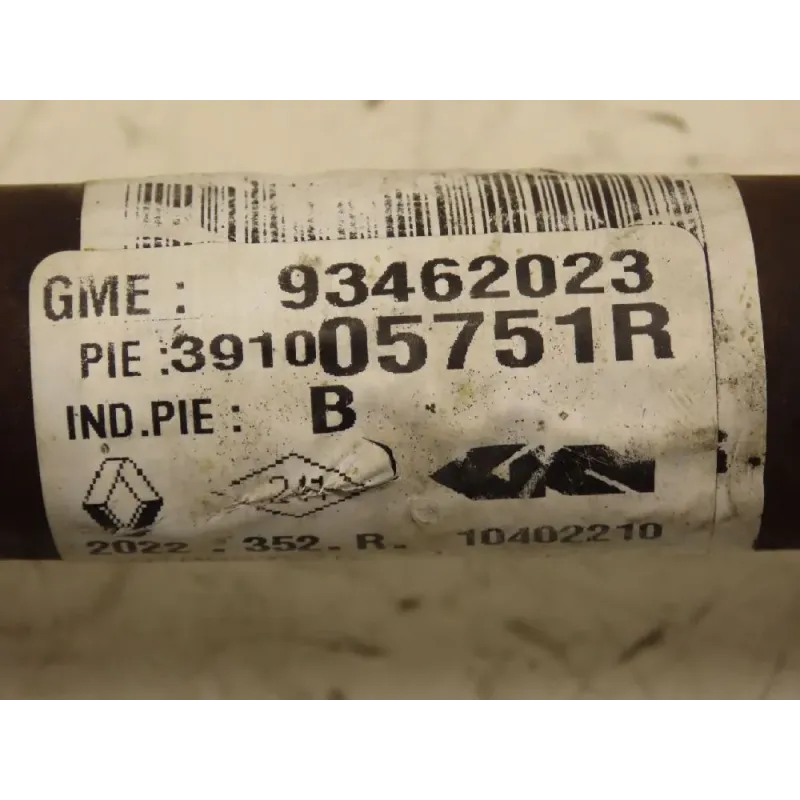 GME : 93462023
PIE :391005751R
IND.PIE : B
2022 . 352. R. 10402210